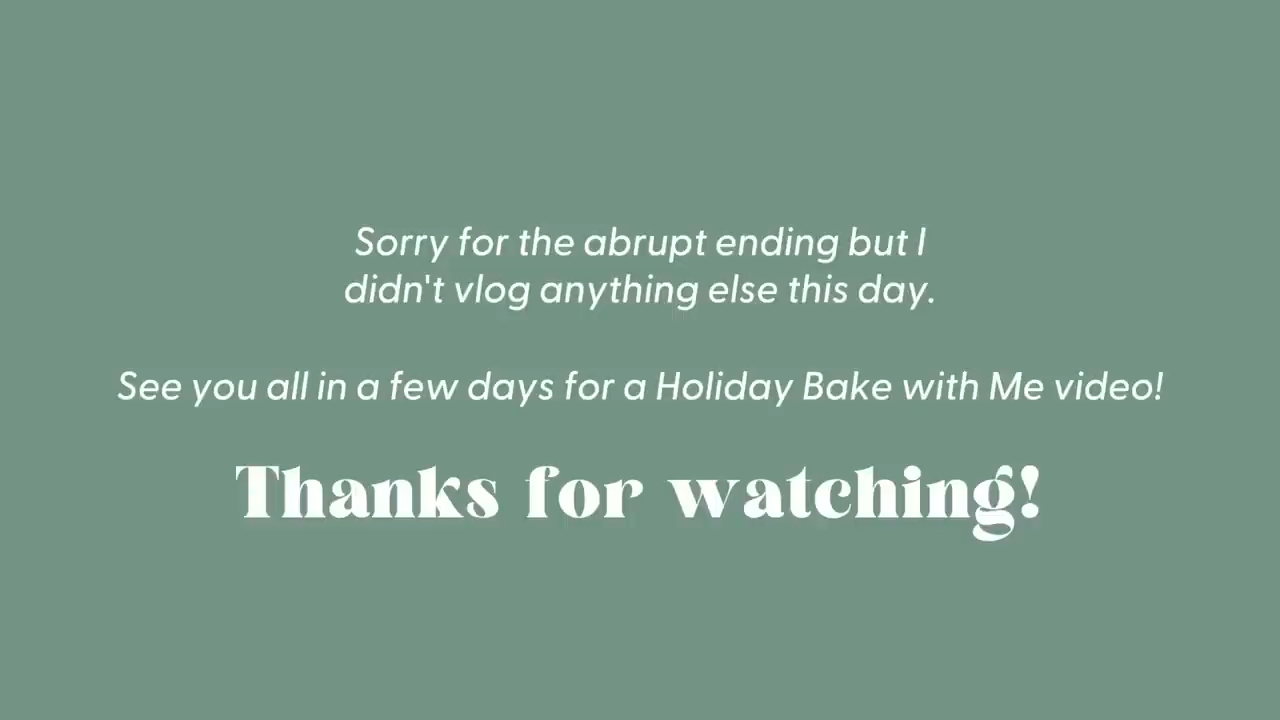 Sorry for the abrupt ending but I
didn't vlog anything else this day.
See you all in a few days for a Holiday Bake with Me video!
Thanks for watching!